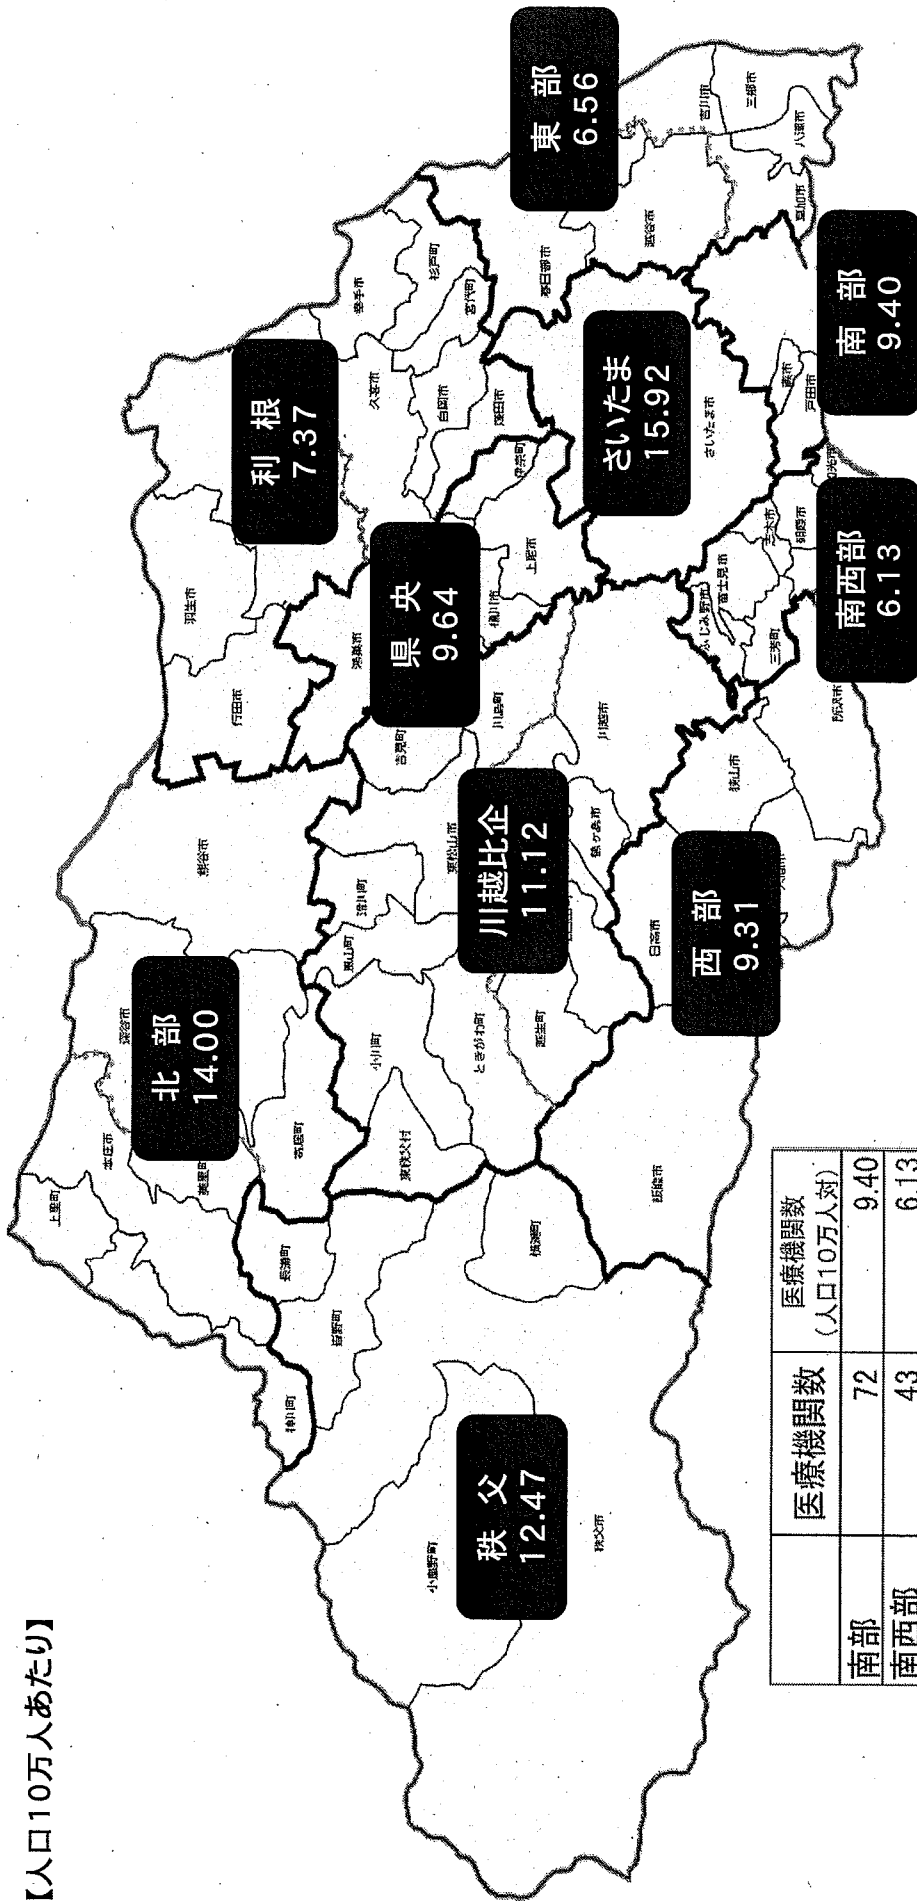 【人口10万人あたり】
上里町
本庄市
深谷市
美里町
神川町
北 部
14.00
熊谷市
寄居町
長瀞町
皆野町
小鹿野町
秩 父
12.47
秩父市
横瀬町
東秩父村
小川町
嵐山町
滑川町
東松山市
吉見町
ときがわ町
川越比企
11.12
川島町
越生町
鶴ヶ島市
川越市
行田市
羽生市
利 根
7.37
久喜市
幸手市
杉戸町
宮代町
白岡市
蓮田市
鴻巣市
県 央
9.64
桶川市
上尾市
伊奈町
さいたま
15.92
さいたま市
東 部
6.56
春日部市
越谷市
吉川市
三郷市
八潮市
草加市
南 部
9.40
蕨市
戸田市
南西部
6.13
ふじみ野市
富士見市
三芳町
志木市
朝霞市
和光市
西 部
9.31
飯能市
日高市
狭山市
所沢市
医療機関数
医療機関数
(人口10万人対)
南部 72 9.40
南西部 43 6.13